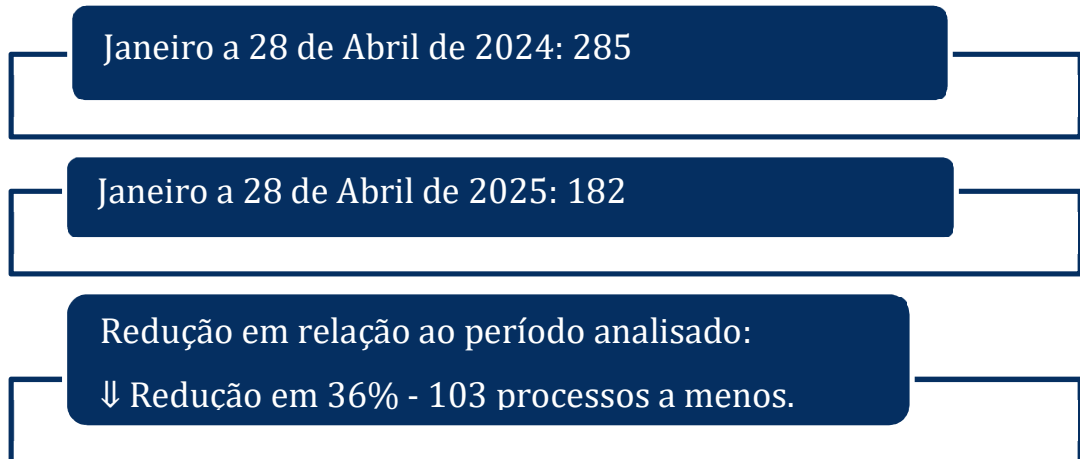 Janeiro a 28 de Abril de 2024: 285
Janeiro a 28 de Abril de 2025: 182
Redução em relação ao período analisado:
⇓ Redução em 36% - 103 processos a menos.